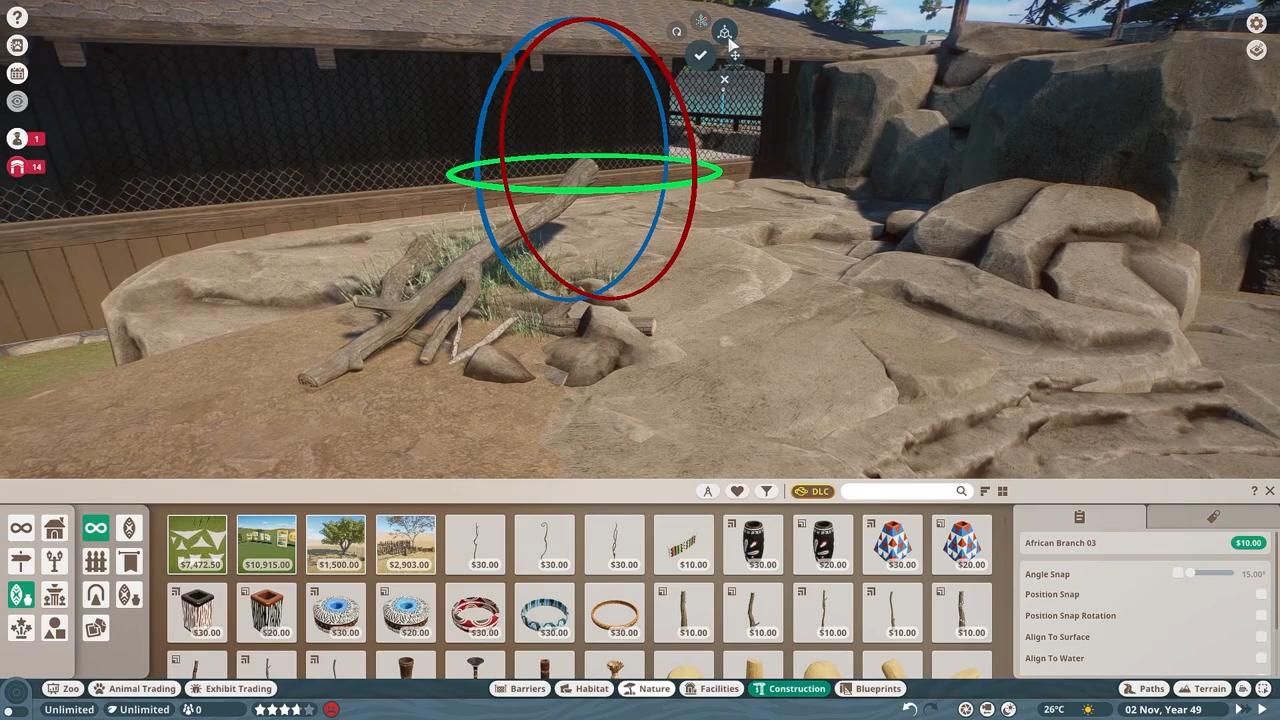 ?
1
14
DLC
? ×
$7,472.50 $10,915.00 $1,500.00 $2,903.00 $30.00 $30.00 $30.00 $10.00 $30.00 $20.00 $30.00 $20.00
$30.00 $20.00 $30.00 $20.00 $30.00 $30.00 $30.00 $10.00 $10.00 $10.00 $10.00 $10.00
African Branch 03 $10.00
Angle Snap 15.00°
Position Snap
Position Snap Rotation
Align To Surface
Align To Water
Zoo Animal Trading Exhibit Trading Barriers Habitat Nature Facilities Construction Blueprints Paths Terrain
Unlimited Unlimited 0 26°C 02 Nov, Year 49